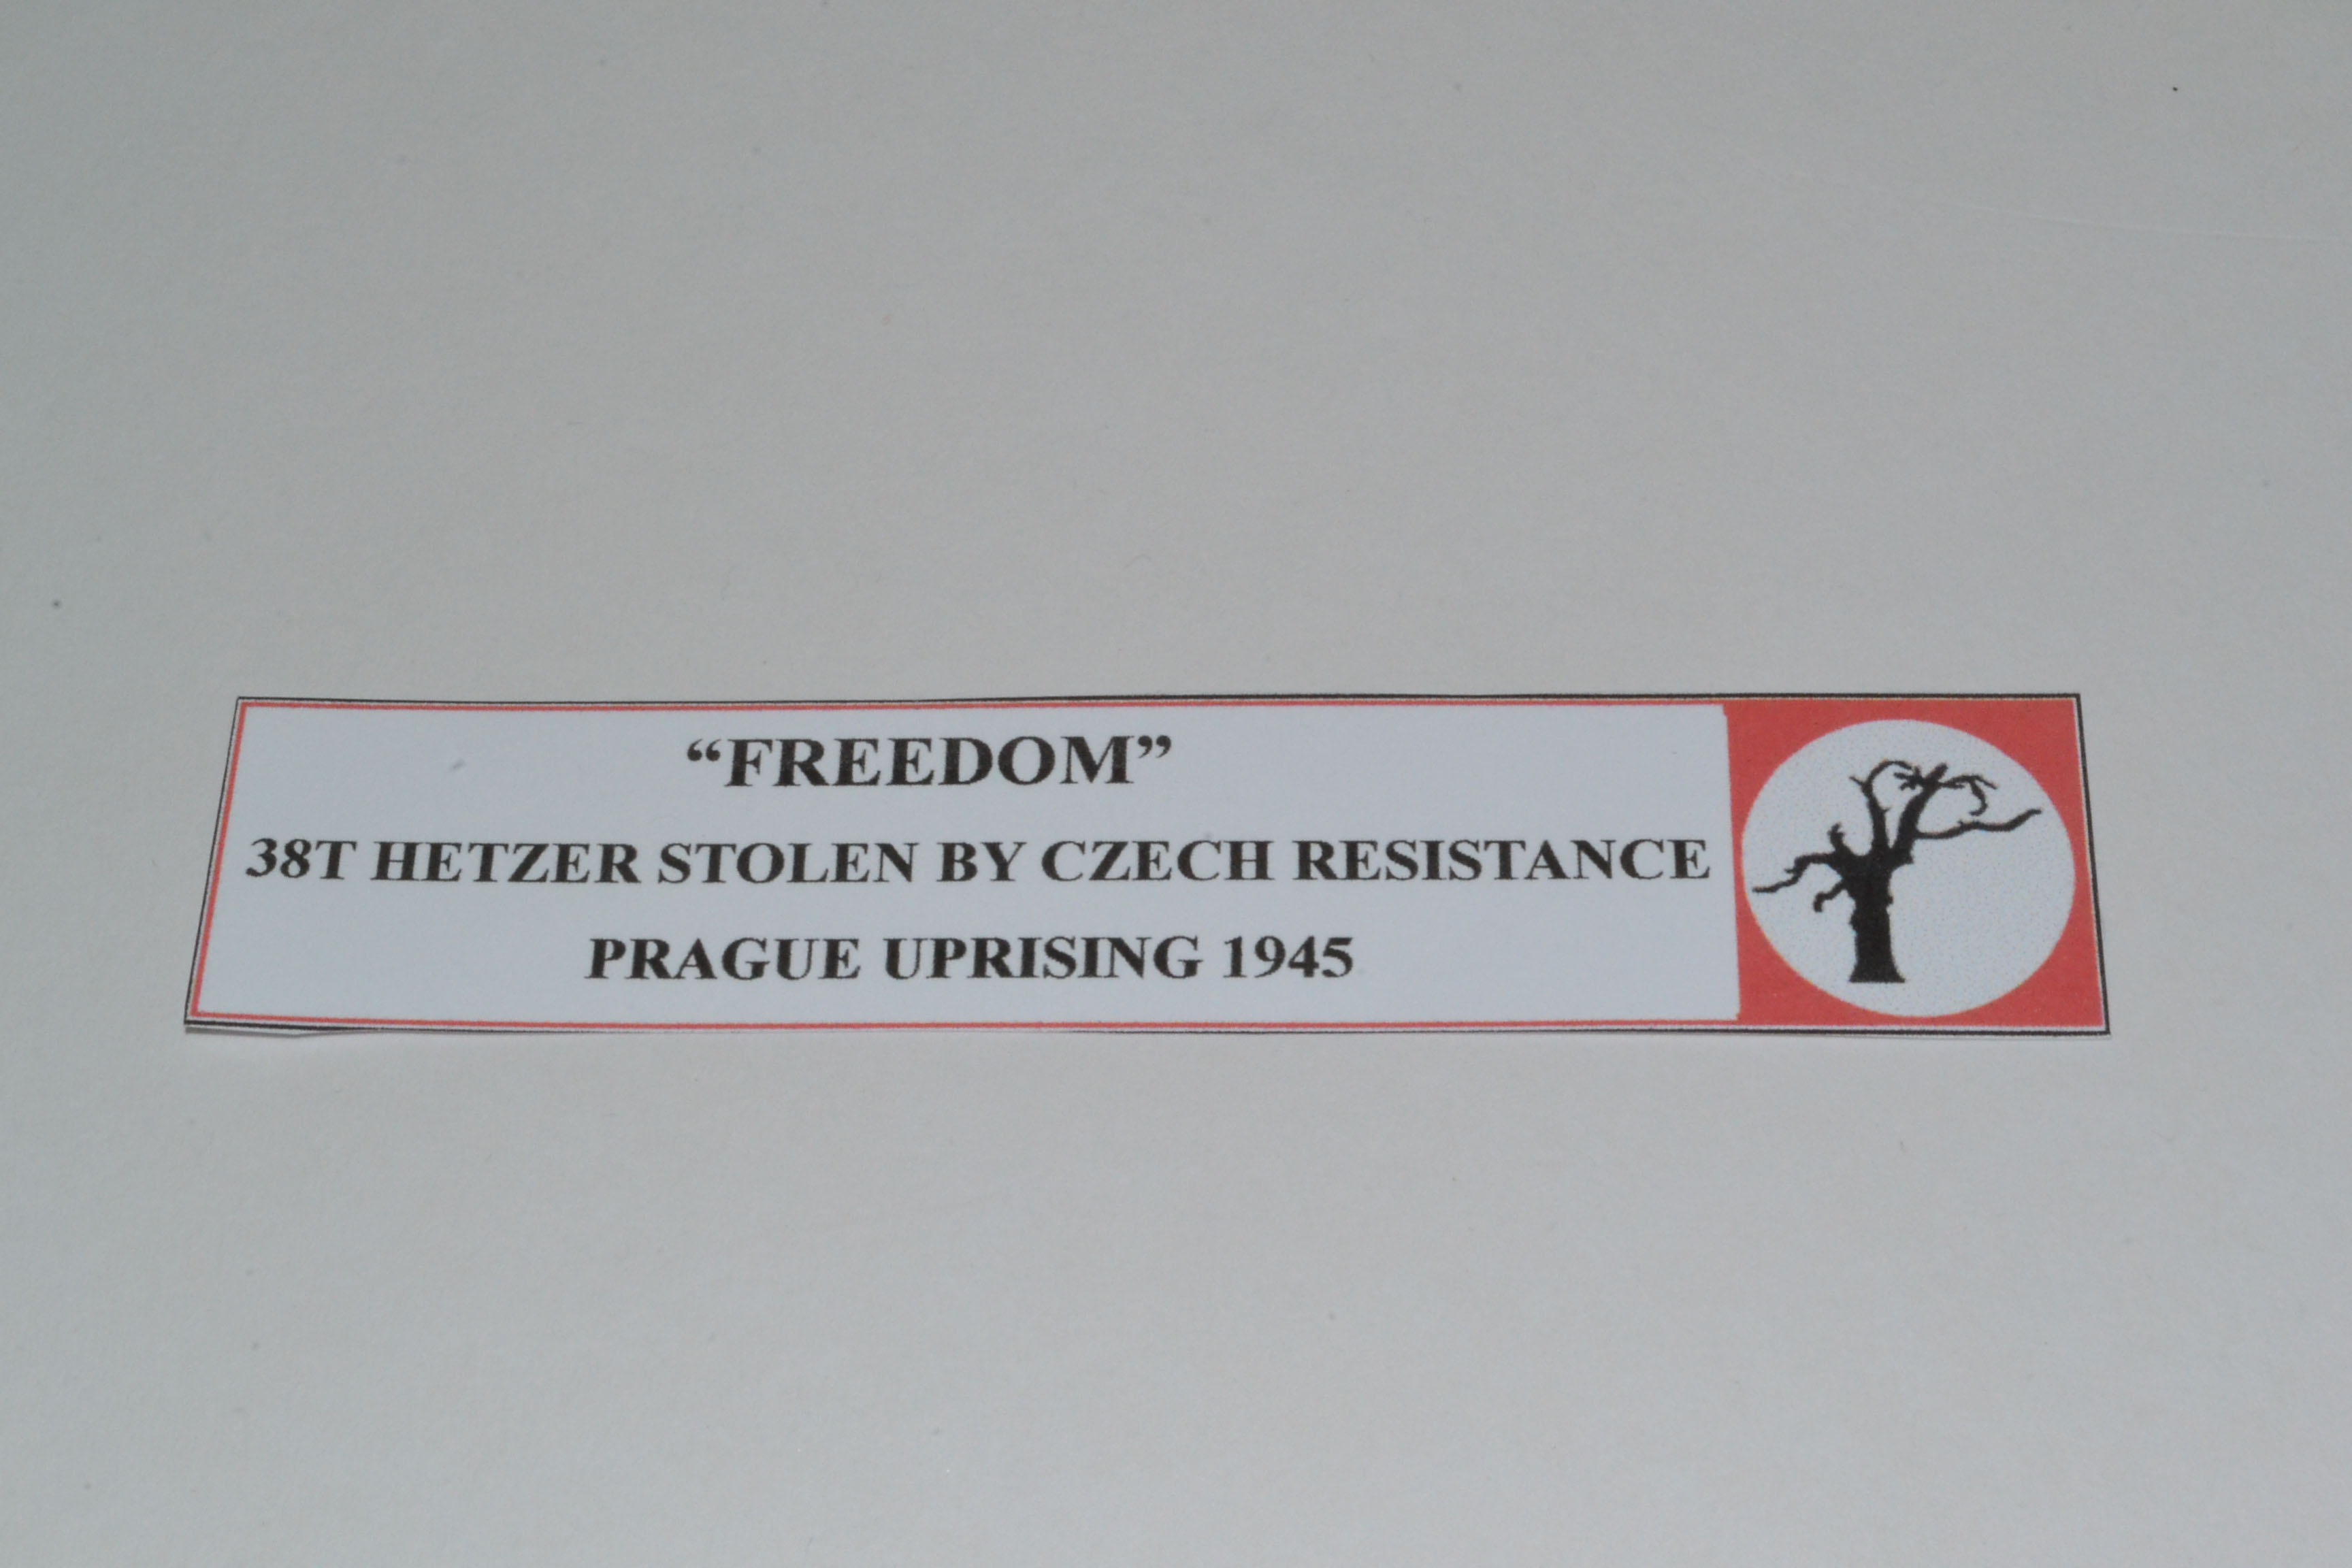 “FREEDOM”
38T HETZER STOLEN BY CZECH RESISTANCE
PRAGUE UPRISING 1945